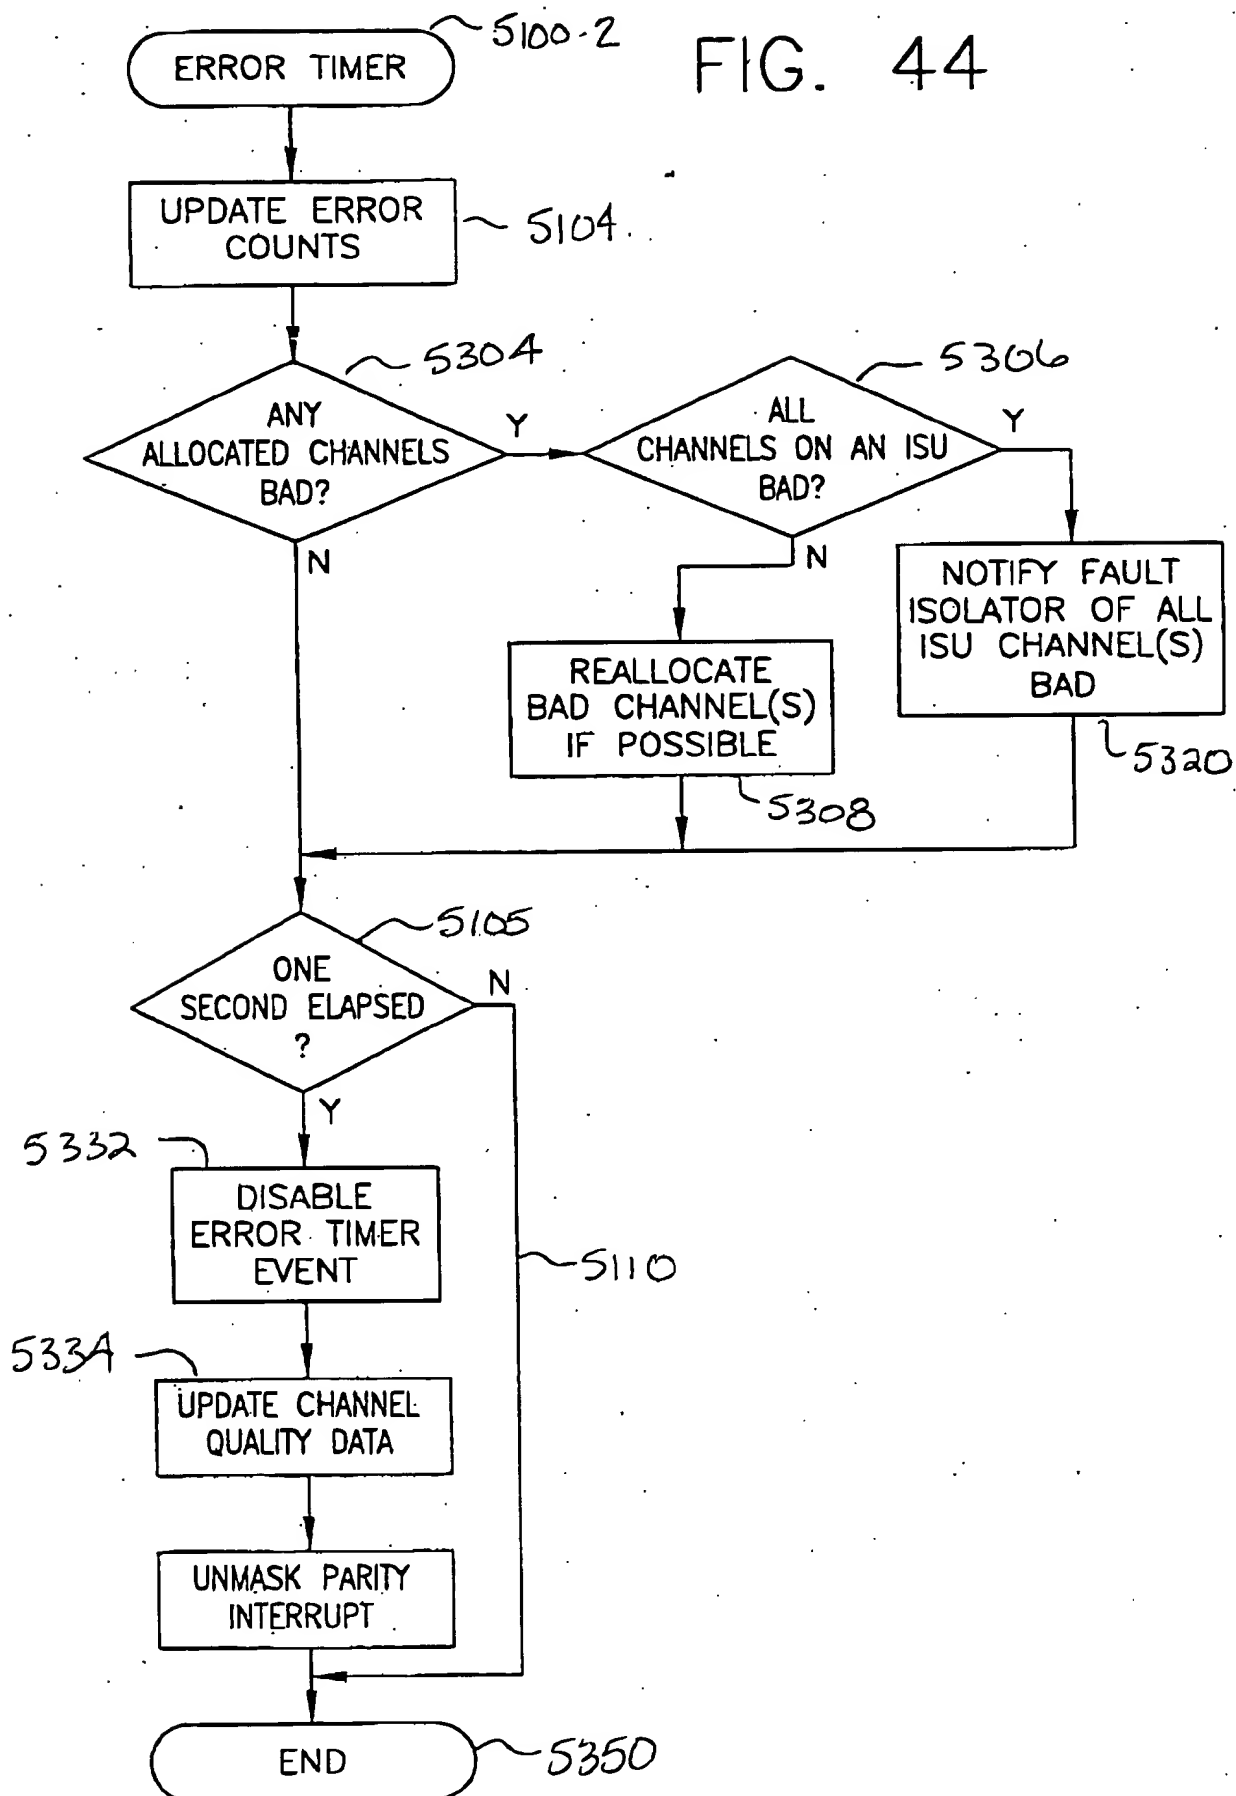 5100-2
FIG. 44
ERROR TIMER
UPDATE ERROR
COUNTS
5104
5304
5306
ANY
ALLOCATED CHANNELS
BAD?
Y
ALL
CHANNELS ON AN ISU
BAD?
Y
N
N
NOTIFY FAULT
ISOLATOR OF ALL
ISU CHANNEL(S)
BAD
REALLOCATE
BAD CHANNEL(S)
IF POSSIBLE
5320
5308
5105
ONE
SECOND ELAPSED
?
N
Y
5332
DISABLE
ERROR TIMER
EVENT
5110
5334
UPDATE CHANNEL
QUALITY DATA
UNMASK PARITY
INTERRUPT
END
5350